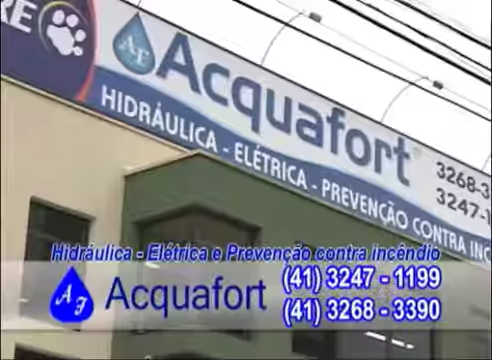 RE
AF Acquafort®
HIDRÁULICA - ELÉTRICA - PREVENÇÃO CONTRA INC
3268-3
3247-1
Hidráulica - Elétrica e Prevenção contra incêndio
AF Acquafort
(41) 3247 - 1199
(41) 3268 - 3390